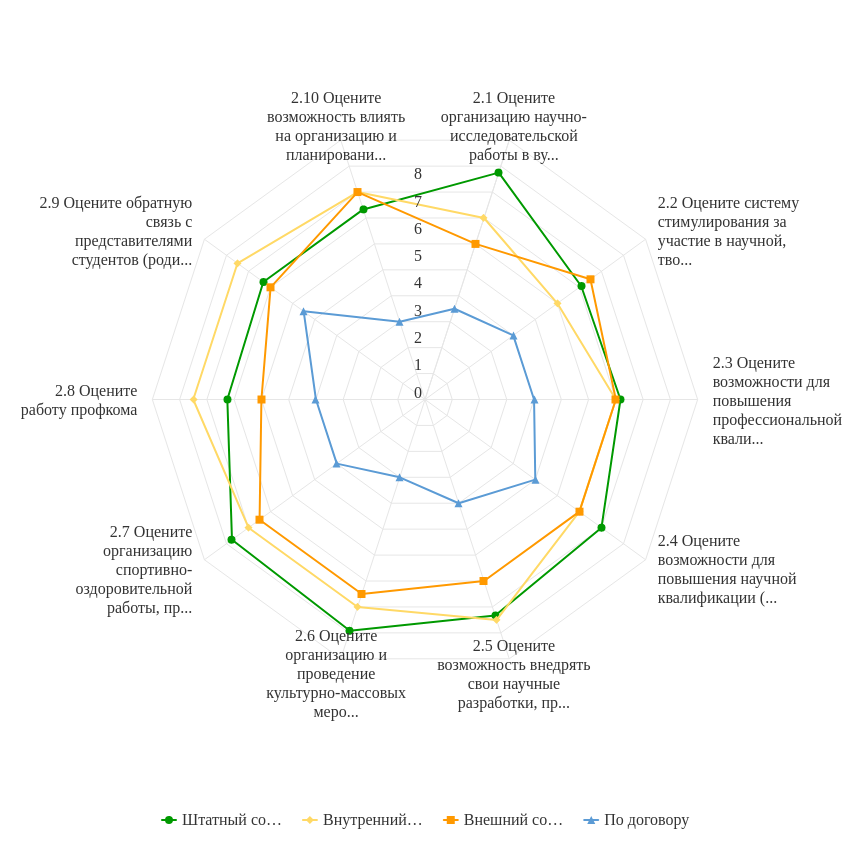 2.10 Оцените
возможность влиять
на организацию и
планировани...
2.1 Оцените
организацию научно-
исследовательской
работы в ву...
2.9 Оцените обратную
связь с
представителями
студентов (роди...
2.2 Оцените систему
стимулирования за
участие в научной,
тво...
8
7
6
5
4
3
2
1
0
2.8 Оцените
работу профкома
2.3 Оцените
возможности для
повышения
профессиональной
квали...
2.7 Оцените
организацию
спортивно-
оздоровительной
работы, пр...
2.4 Оцените
возможности для
повышения научной
квалификации (...
2.6 Оцените
организацию и
проведение
культурно-массовых
меро...
2.5 Оцените
возможность внедрять
свои научные
разработки, пр...
Штатный со…
Внутренний…
Внешний со…
По договору